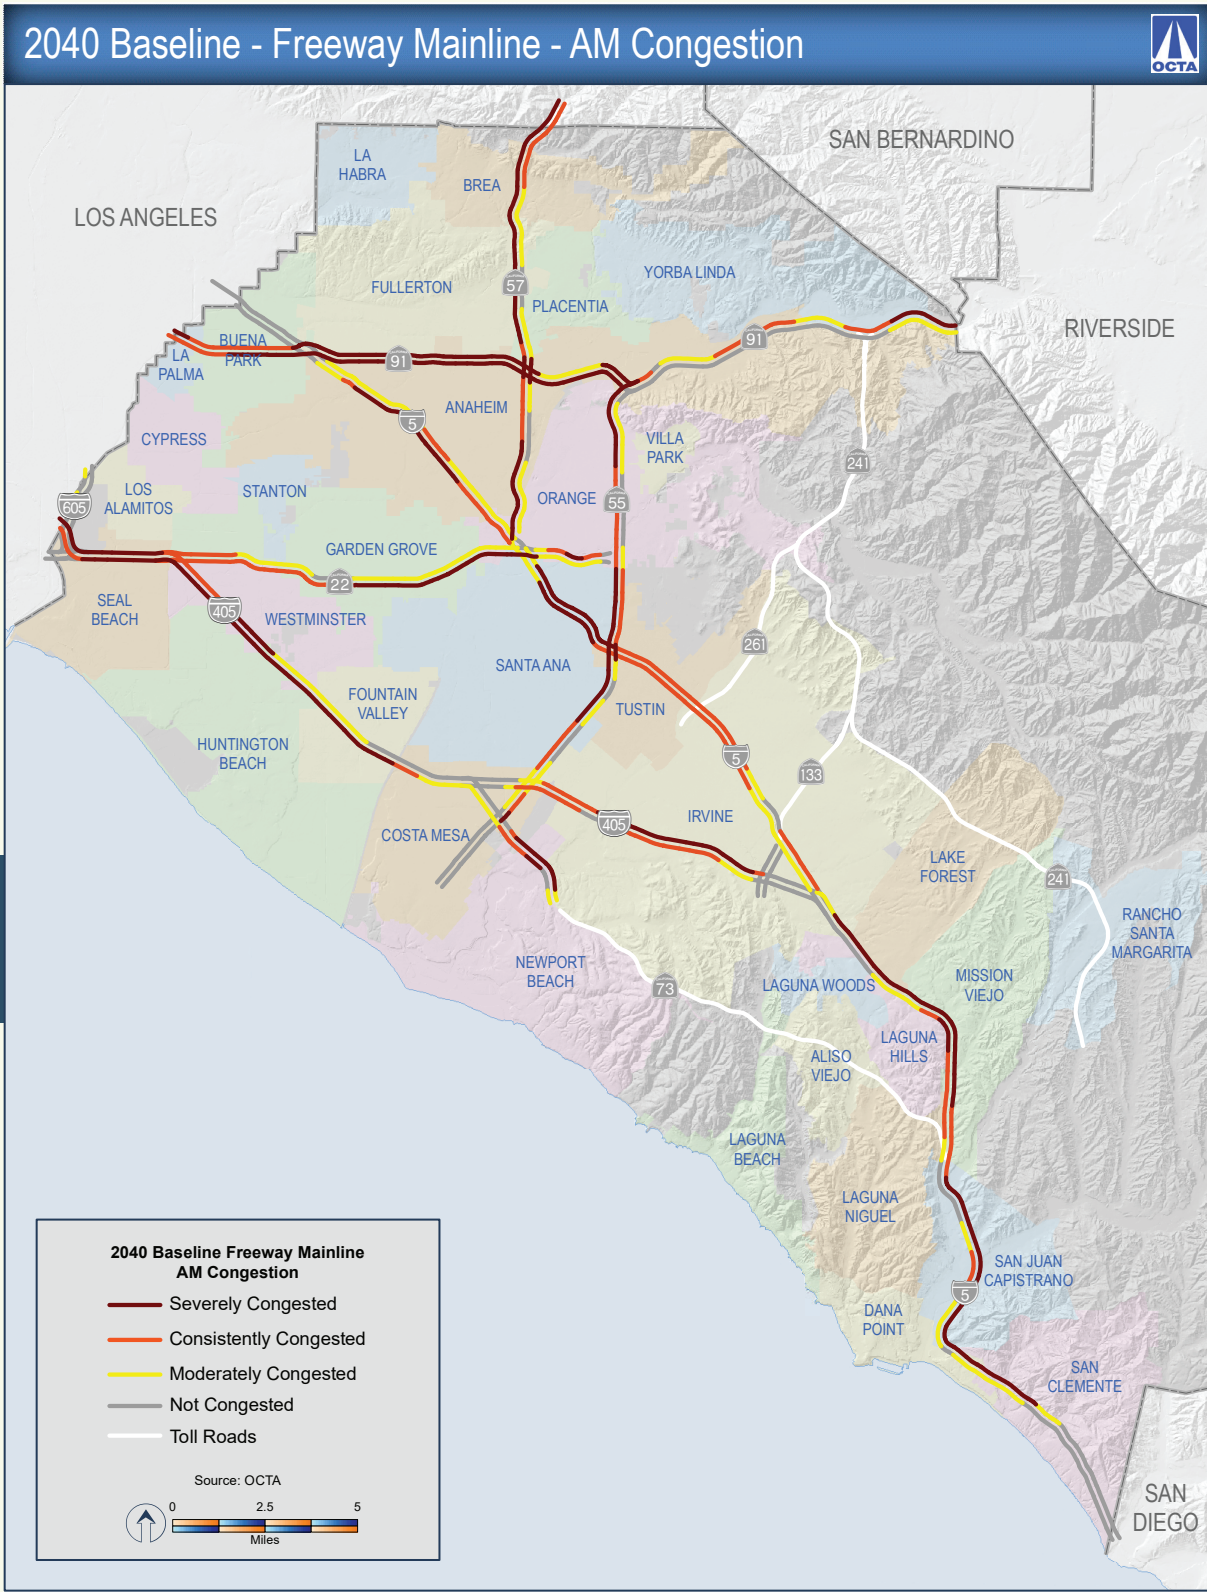 2040 Baseline - Freeway Mainline - AM Congestion
OCTA
SAN BERNARDINO
LA
HABRA
BREA
LOS ANGELES
YORBA LINDA
FULLERTON
57
PLACENTIA
RIVERSIDE
BUENA
PARK
91
91
LA
PALMA
ANAHEIM
5
CYPRESS
VILLA
PARK
241
LOS
ALAMITOS
STANTON
ORANGE
55
605
GARDEN GROVE
22
SEAL
BEACH
405
WESTMINSTER
261
SANTA ANA
FOUNTAIN
VALLEY
TUSTIN
HUNTINGTON
BEACH
5
133
COSTA MESA
405
IRVINE
LAKE
FOREST
241
RANCHO
SANTA
MARGARITA
NEWPORT
BEACH
73
LAGUNA WOODS
MISSION
VIEJO
LAGUNA
HILLS
ALISO
VIEJO
LAGUNA
BEACH
LAGUNA
NIGUEL
SAN JUAN
CAPISTRANO
5
DANA
POINT
SAN
CLEMENTE
SAN
DIEGO
2040 Baseline Freeway Mainline
AM Congestion
Severely Congested
Consistently Congested
Moderately Congested
Not Congested
Toll Roads
Source: OCTA
0 2.5 5
Miles